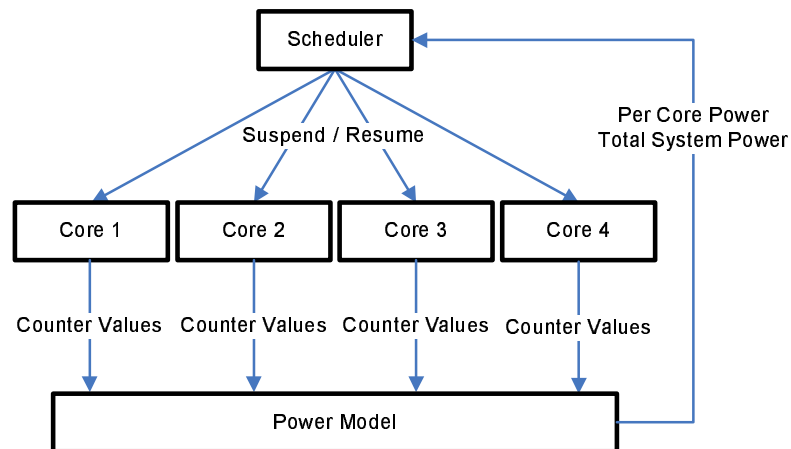 Scheduler
Per Core Power
Total System Power
Suspend / Resume
Core 1
Core 2
Core 3
Core 4
Counter Values
Counter Values
Counter Values
Counter Values
Power Model